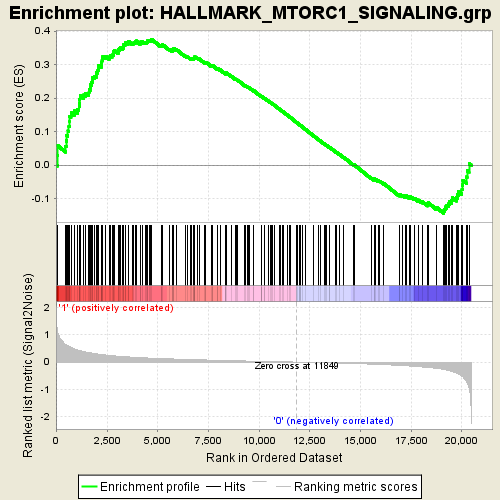 Enrichment plot: HALLMARK_MTORC1_SIGNALING.grp
Enrichment score (ES)
0.4
0.3
0.2
0.1
0.0
-0.1
'1' (positively correlated)
Ranked list metric (Signal2Noise)
2
1
0
-1
-2
Zero cross at 11849
'0' (negatively correlated)
0 2,500 5,000 7,500 10,000 12,500 15,000 17,500 20,000
Rank in Ordered Dataset
Enrichment profile Hits Ranking metric scores